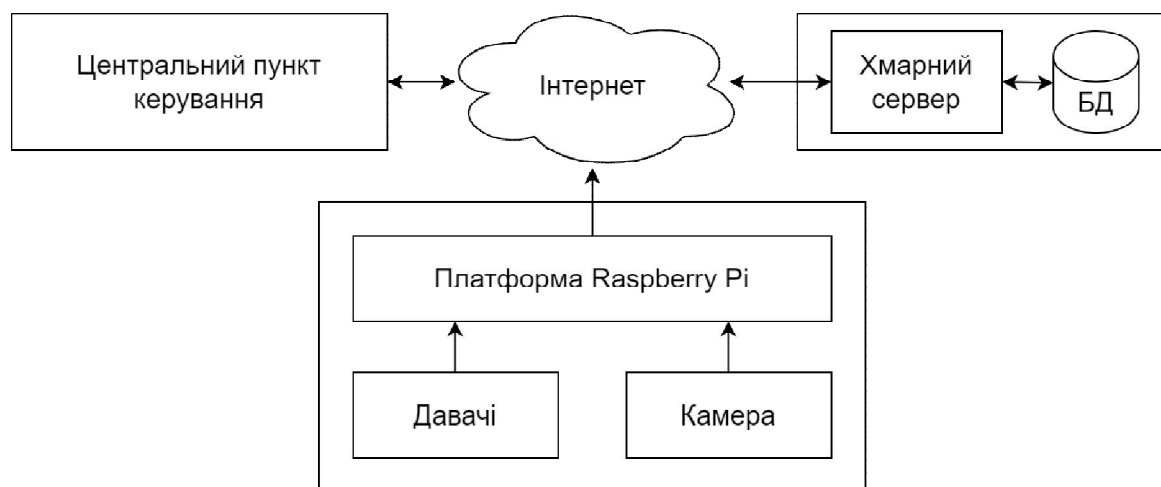 Центральний пункт
керування
Інтернет
Хмарний
сервер
БД
Платформа Raspberry Pi
Давачі
Камера